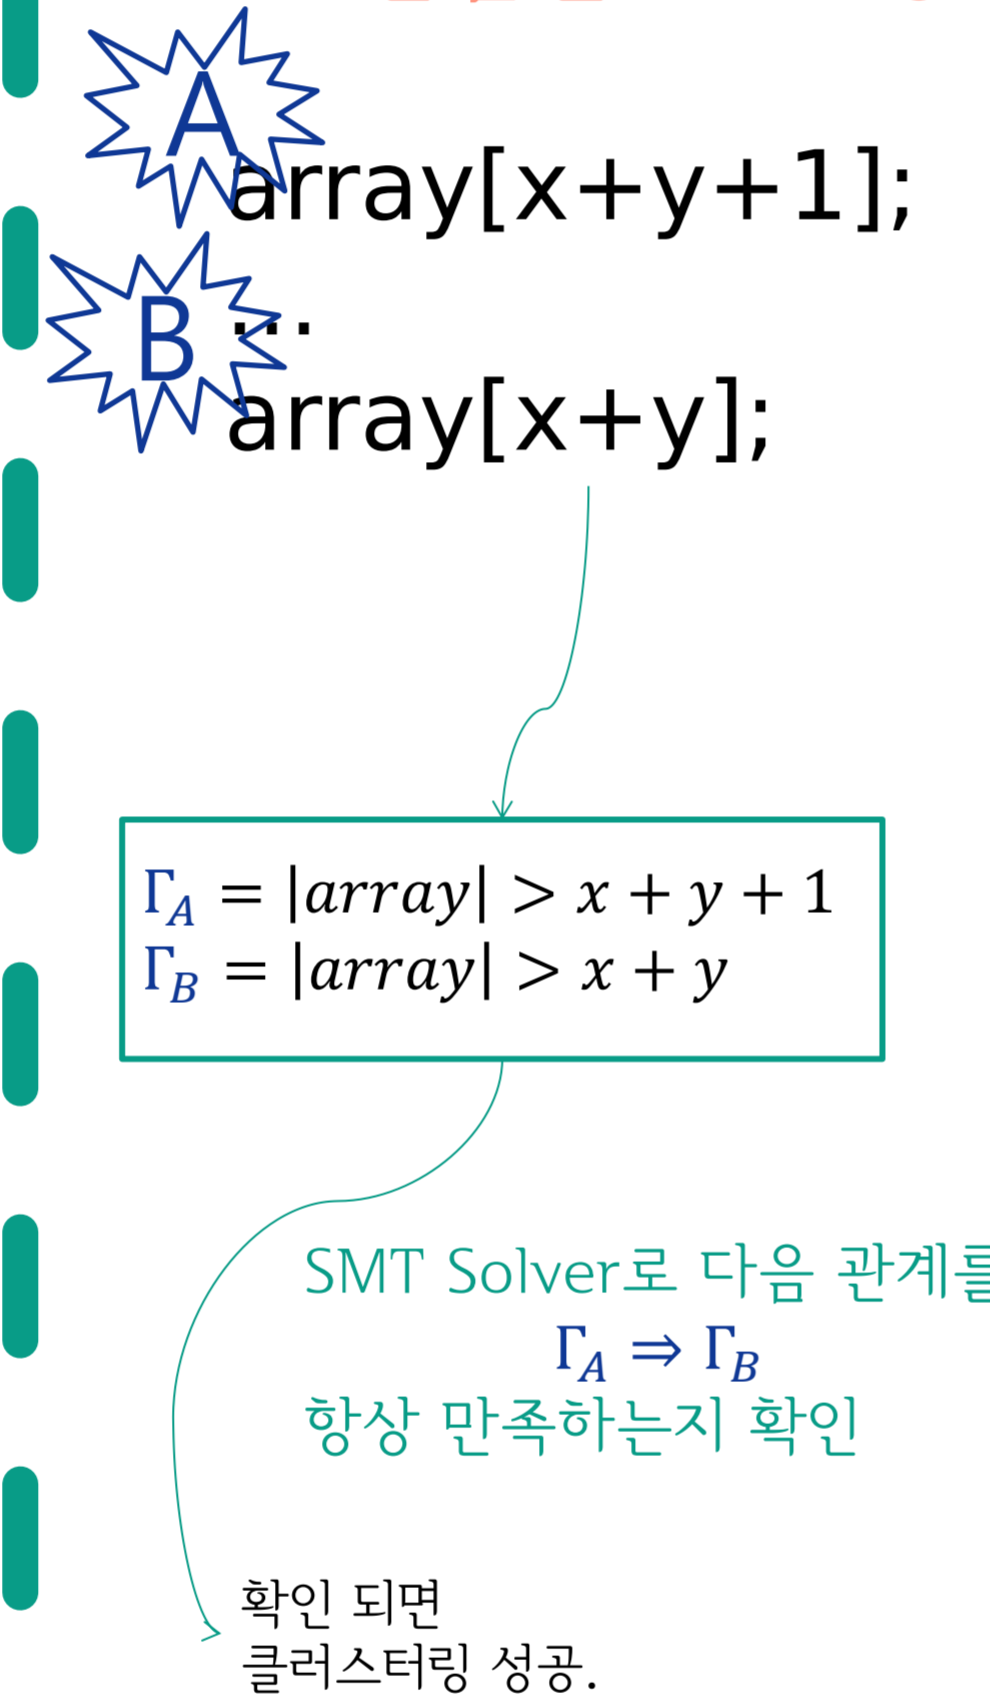 A
array[x+y+1];
B
...
array[x+y];
Γ_A = |array| > x + y + 1
Γ_B = |array| > x + y
SMT Solver로 다음 관계를
Γ_A ⇒ Γ_B
항상 만족하는지 확인
확인 되면
클러스터링 성공.